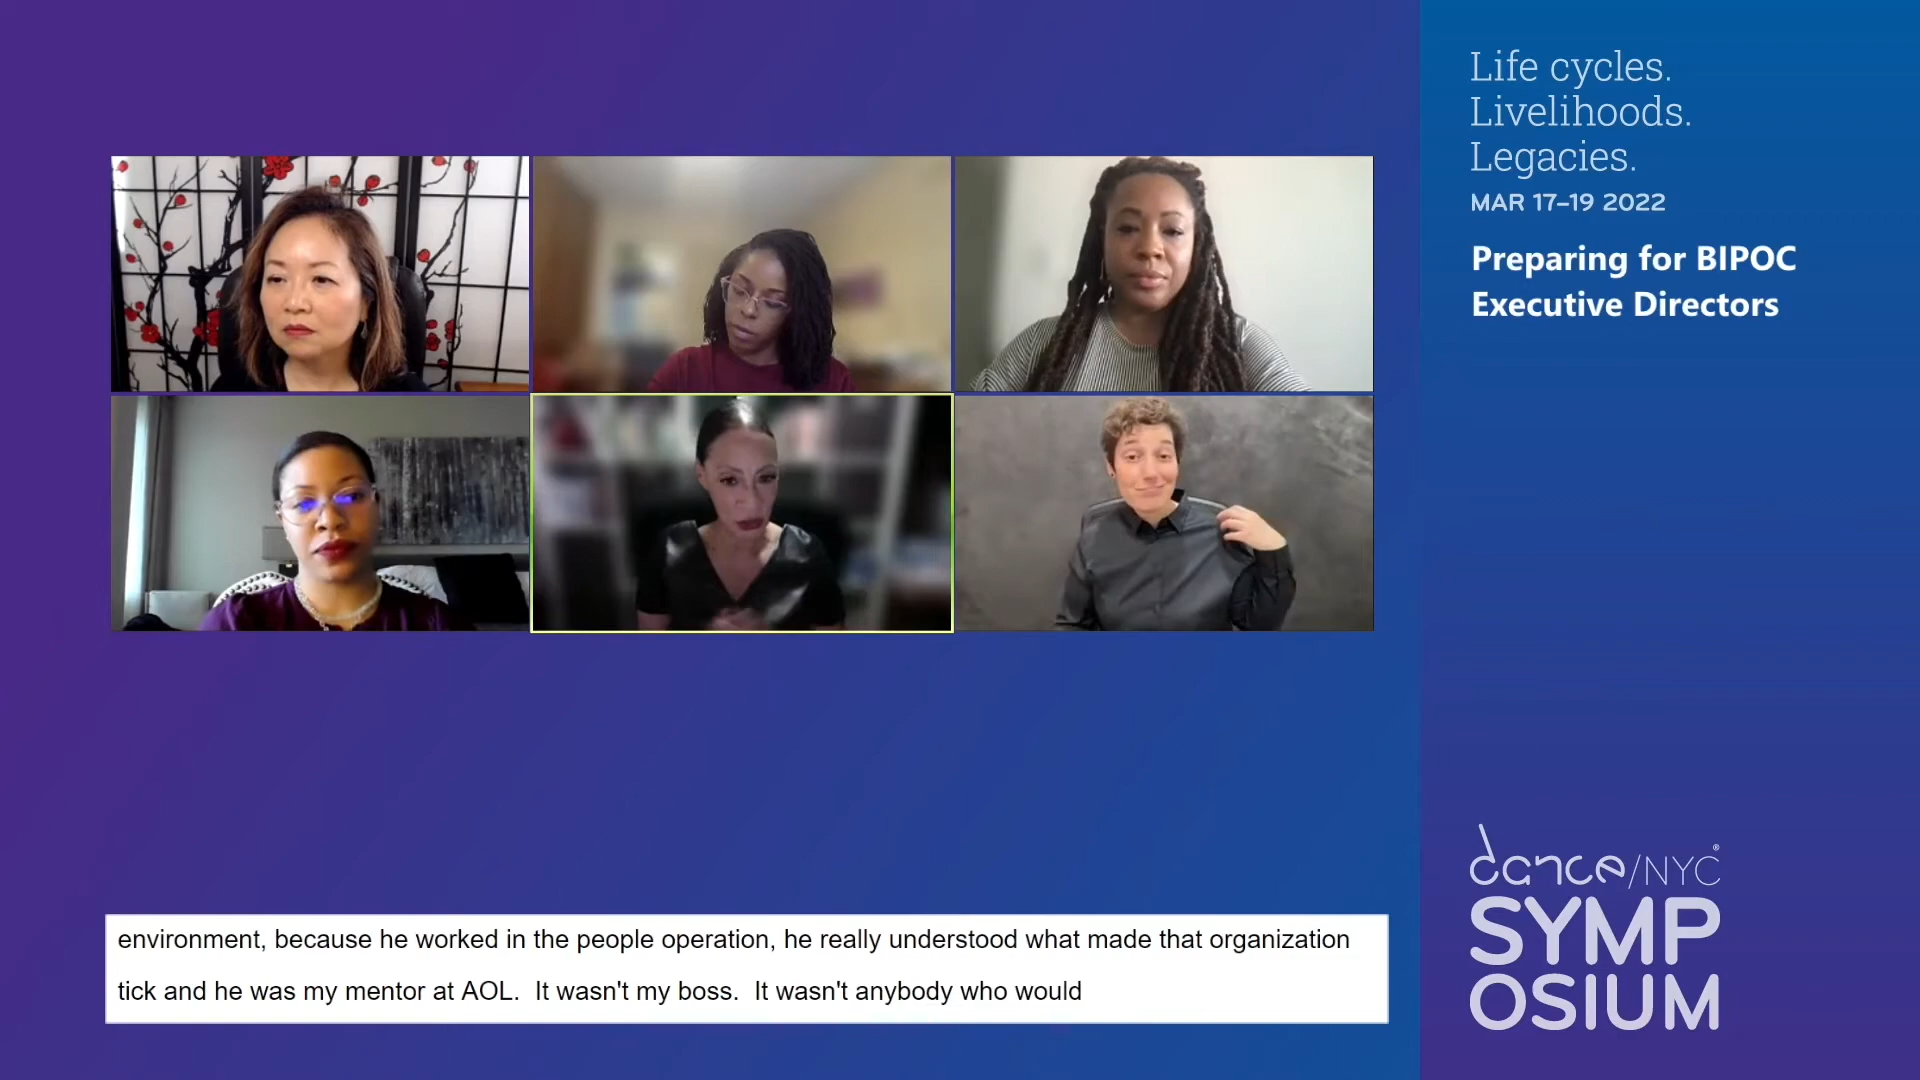 Life cycles.
Livelihoods.
Legacies.
MAR 17–19 2022
Preparing for BIPOC
Executive Directors
environment, because he worked in the people operation, he really understood what made that organization
tick and he was my mentor at AOL.  It wasn't my boss.  It wasn't anybody who would
dance/NYC®
SYMP
OSIUM